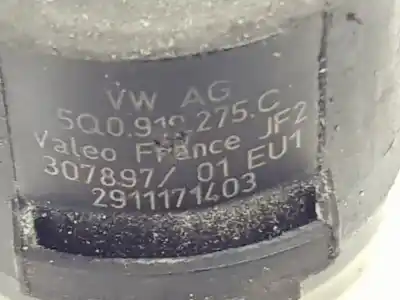 VW AG
5Q0.919.275.C
Valeo France JF2
307897/ 01 EU1
2911171403